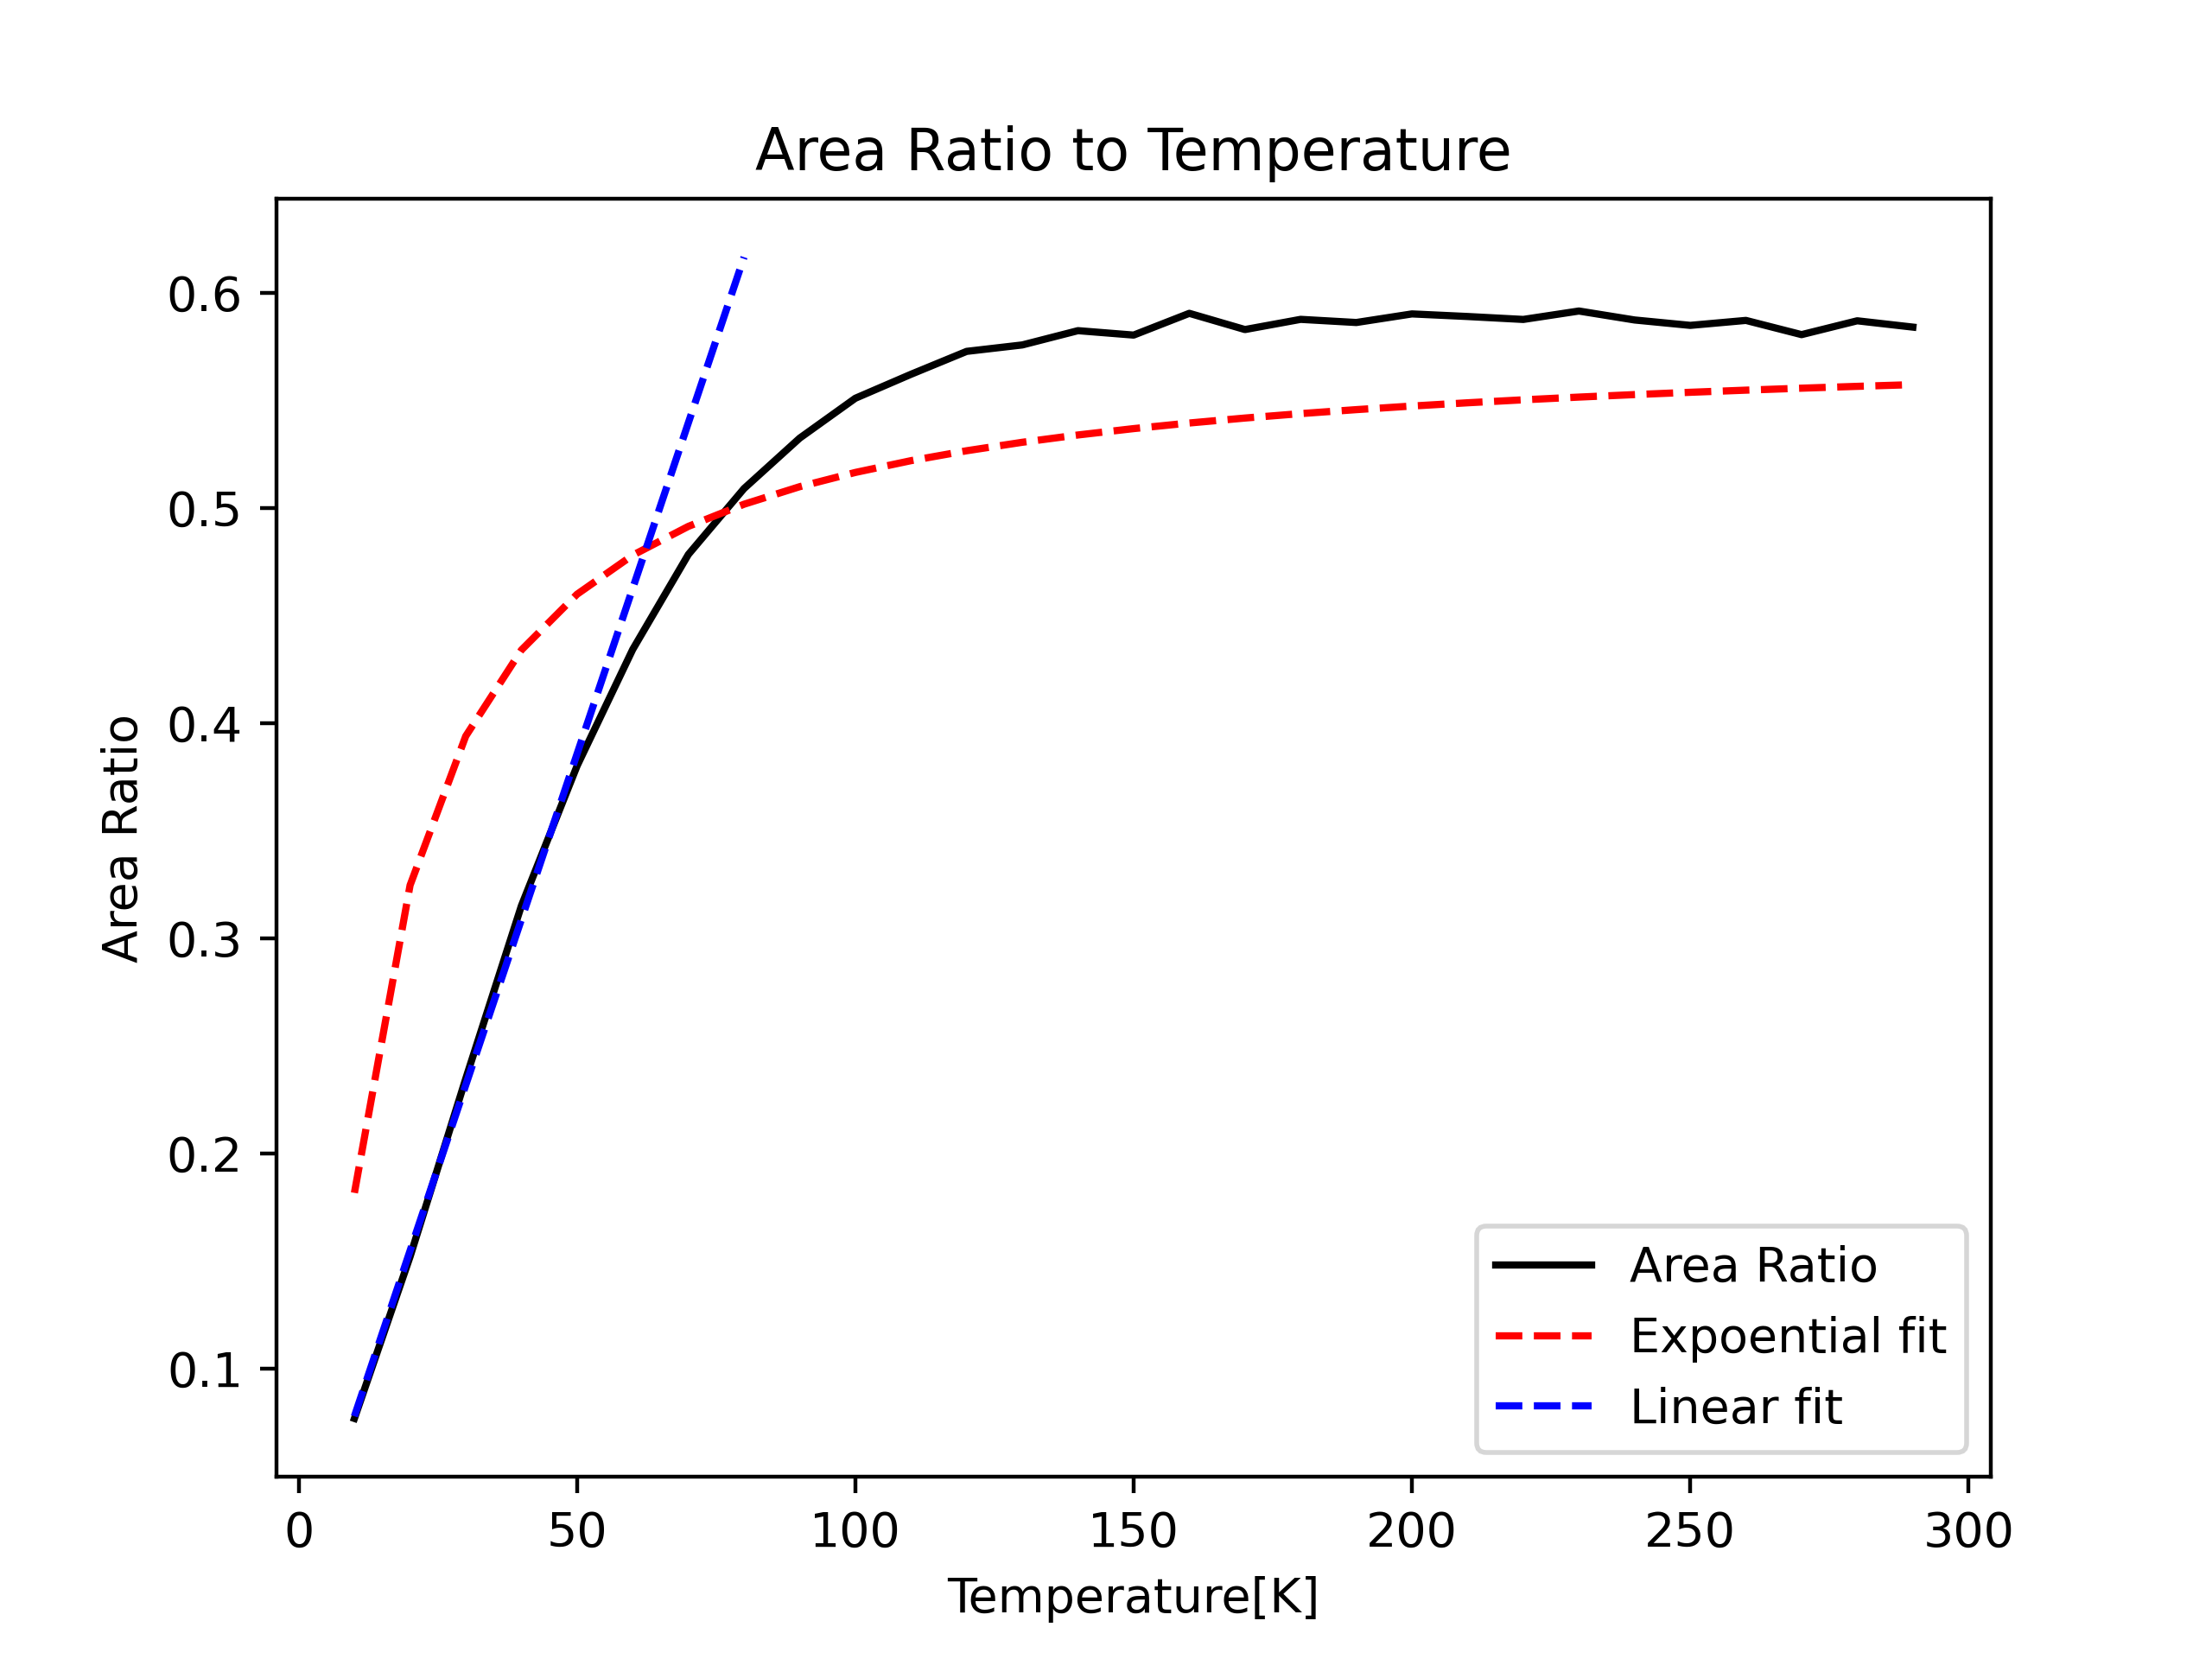 Area Ratio to Temperature
0.6
0.5
0.4
0.3
0.2
0.1
Area Ratio
Area Ratio
Expoential fit
Linear fit
0 50 100 150 200 250 300
Temperature[K]